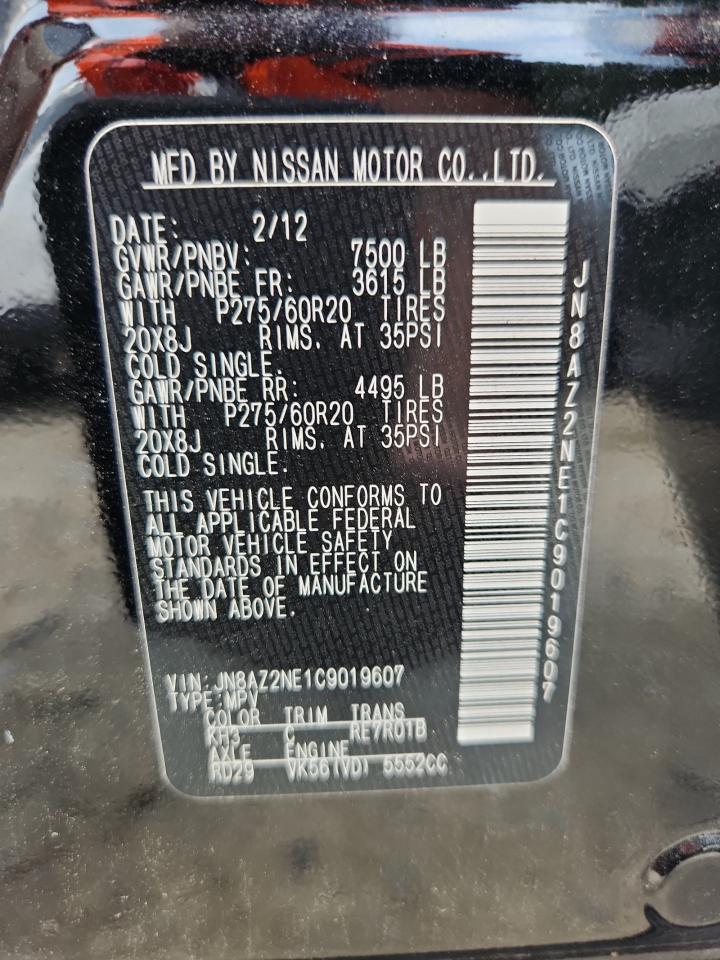 MFD BY NISSAN MOTOR CO.,LTD.
DATE: 2/12
GVWR/PNBV: 7500 LB
GAWR/PNBE FR: 3615 LB
WITH P275/60R20 TIRES
20X8J RIMS. AT 35PSI
COLD SINGLE.
GAWR/PNBE RR: 4495 LB
WITH P275/60R20 TIRES
20X8J RIMS. AT 35PSI
COLD SINGLE.
THIS VEHICLE CONFORMS TO
ALL APPLICABLE FEDERAL
MOTOR VEHICLE SAFETY
STANDARDS IN EFFECT ON
THE DATE OF MANUFACTURE
SHOWN ABOVE.
VIN: JN8AZ2NE1C9019607
TYPE:MPV
COLOR TRIM TRANS
KH3 C RE7R01B
AXLE ENGINE
RD29 VK56(VD) 5552CC
JN8AZ2NE1C9019607